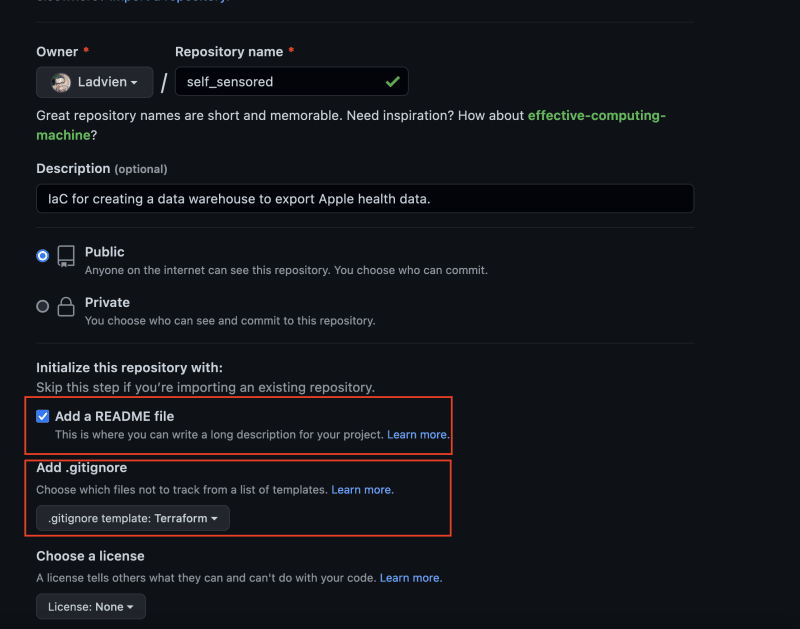 elsewhere? Import a repository.
Owner *
Repository name *
Ladvien
/
self_sensored
Great repository names are short and memorable. Need inspiration? How about effective-computing-
machine?
Description (optional)
IaC for creating a data warehouse to export Apple health data.
Public
Anyone on the internet can see this repository. You choose who can commit.
Private
You choose who can see and commit to this repository.
Initialize this repository with:
Skip this step if you’re importing an existing repository.
Add a README file
This is where you can write a long description for your project. Learn more.
Add .gitignore
Choose which files not to track from a list of templates. Learn more.
.gitignore template: Terraform
Choose a license
A license tells others what they can and can't do with your code. Learn more.
License: None